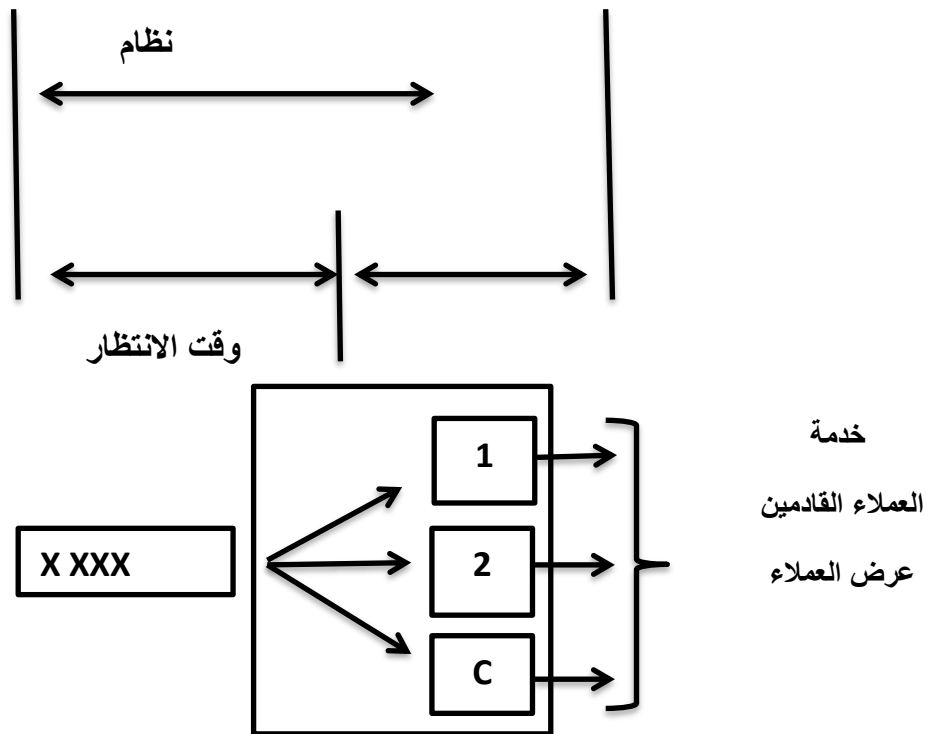 نظام
وقت الانتظار
1
خدمة
العملاء القادمين
X XXX
2
عرض العملاء
C